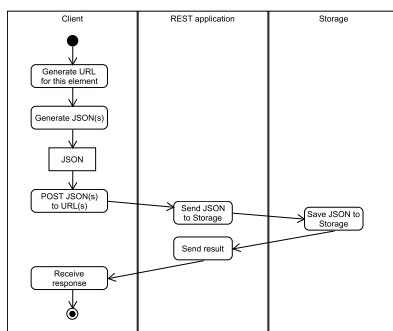 Client
REST application
Storage
Generate URL
for this element
Generate JSON(s)
JSON
POST JSON(s)
to URL(s)
Send JSON
to Storage
Save JSON to
Storage
Send result
Receive
response